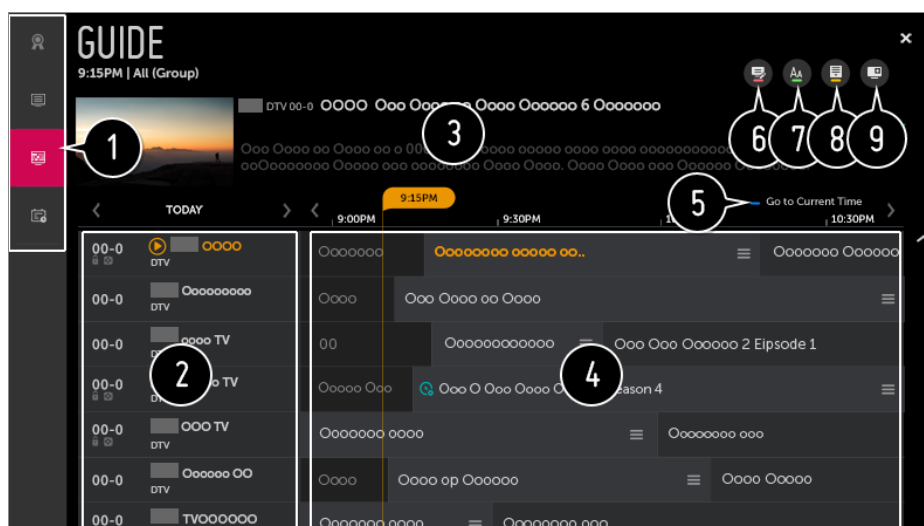 GUIDE
9:15PM | All (Group)
DTV 00-0 OOOO Ooo Oooo Oooooo 6 Ooooooo
6 7 8 9
1
3
5
Go to Current Time
TODAY
9:15PM
9:00PM 9:30PM 10:30PM
00-0 OOOO
DTV
Ooooooo Oooooooo ooooo oo.. Ooooooo Oooooo
00-0 Ooooooooo
DTV
Oooo Ooo Oooo oo Oooo
00-0 oooo TV
00 Oooooooooooo Ooo Ooo Oooooo 2 Eipsode 1
2
4
00-0 TV
DTV
Ooooo Ooo Ooo O Ooo Oooo eason 4
00-0 OOO TV
DTV
Ooooooo oooo Oooooooo ooo
00-0 Oooooo OO
DTV
Oooo Oooo op Oooooo Oooo Ooooo
00-0 TVOOOOOO
Ooooooo oooo Oooooooo ooo